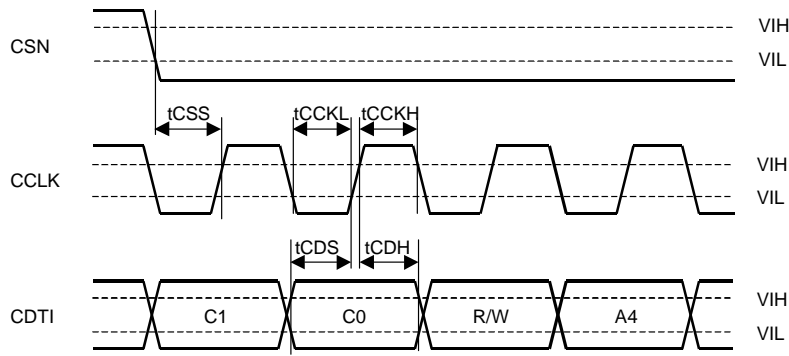 CSN
VIH
VIL
tCSS
tCCKL
tCCKH
CCLK
VIH
VIL
tCDS
tCDH
CDTI
C1
C0
R/W
A4
VIH
VIL